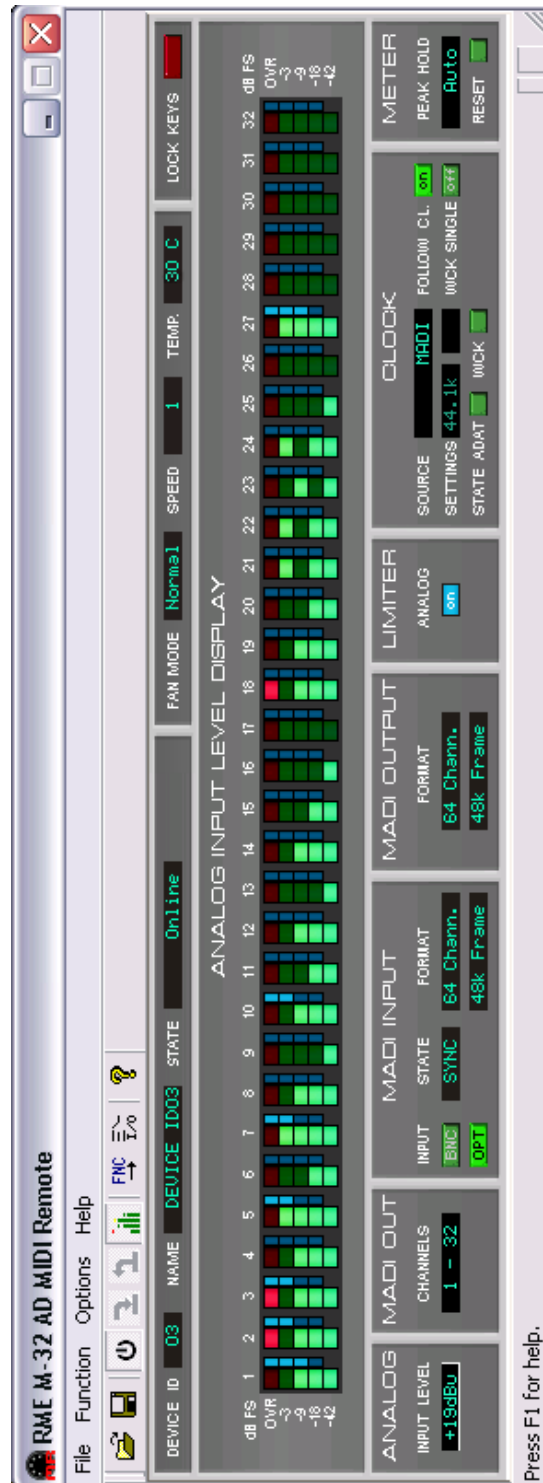 RME M-32 AD MIDI Remote
File Function Options Help
FNC I/O ?
DEVICE ID 03 NAME DEVICE ID03 STATE Online FAN MODE Normal SPEED 1 TEMP. 30 C LOCK KEYS
ANALOG INPUT LEVEL DISPLAY
dB FS 1 2 3 4 5 6 7 8 9 10 11 12 13 14 15 16 17 18 19 20 21 22 23 24 25 26 27 28 29 30 31 32 dB FS
OVR OVR
-3 -3
-9 -9
-18 -18
-42 -42
ANALOG
INPUT LEVEL
+19dBu
MADI OUT
CHANNELS
1 - 32
MADI INPUT
INPUT STATE FORMAT
BNC SYNC 64 Chann.
OPT 48k Frame
MADI OUTPUT
FORMAT
64 Chann.
48k Frame
LIMITER
ANALOG
on
CLOCK
SOURCE MADI FOLLOW CL. on
SETTINGS 44.1k WCK SINGLE off
STATE ADAT WCK
METER
PEAK HOLD
Auto
RESET
Press F1 for help.